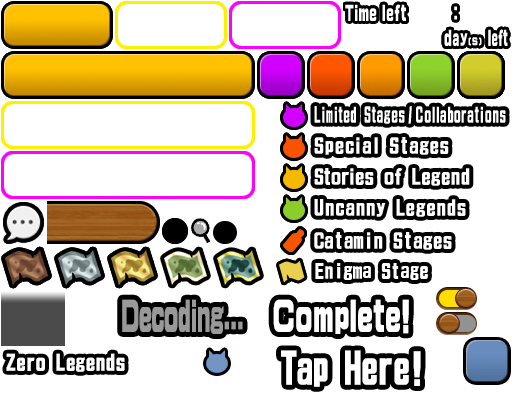 Time left :
day(s) left
Limited Stages/Collaborations
Special Stages
Stories of Legend
Uncanny Legends
Catamin Stages
Enigma Stage
Decoding... Complete!
Zero Legends
Tap Here!